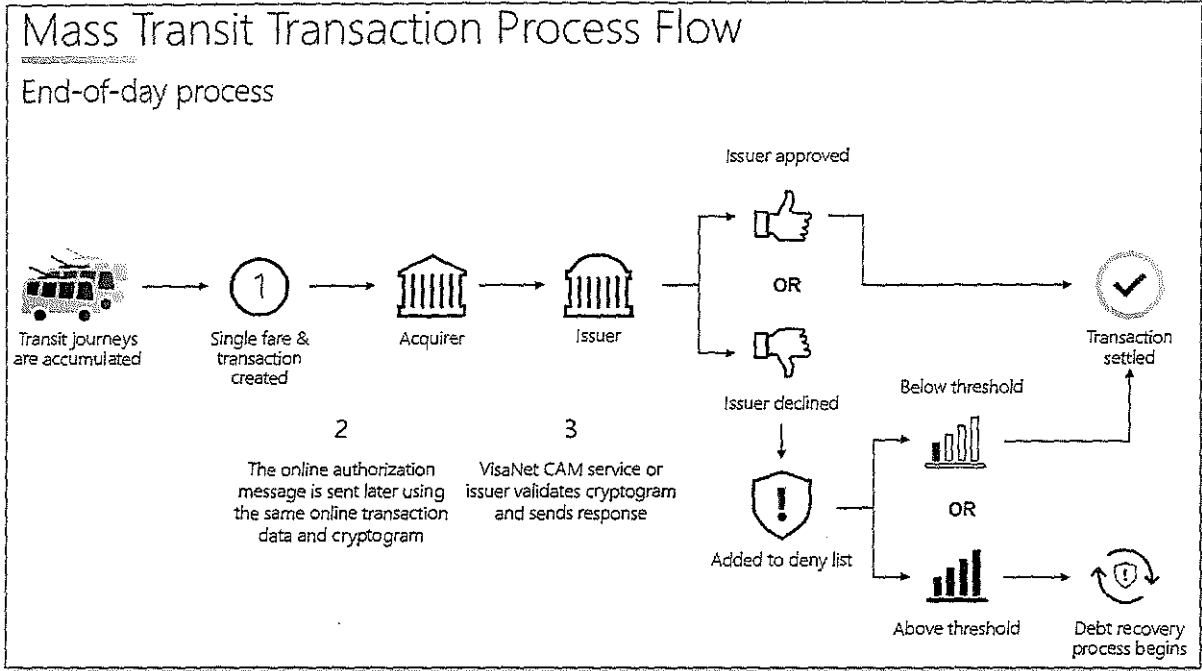 Mass Transit Transaction Process Flow
End-of-day process
Issuer approved
OR
Transit journeys
are accumulated
1
Single fare &
transaction
created
Acquirer
Issuer
Issuer declined
Transaction
settled
Below threshold
2
The online authorization
message is sent later using
the same online transaction
data and cryptogram
3
VisaNet CAM service or
issuer validates cryptogram
and sends response
!
Added to deny list
OR
Above threshold
!
Debt recovery
process begins